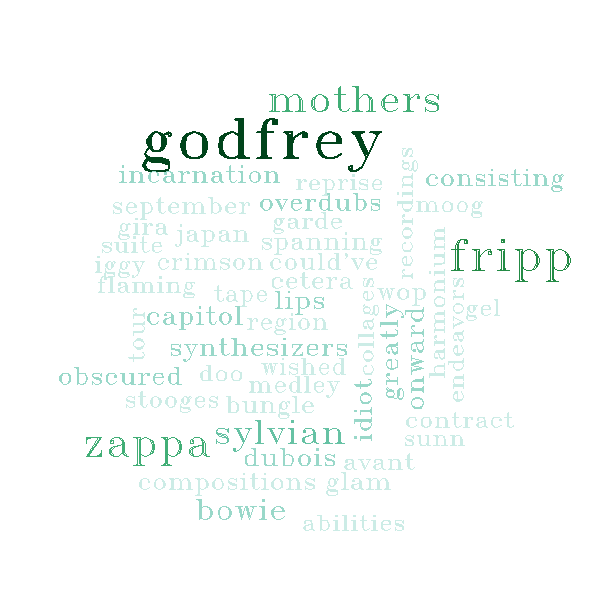 mothers
godfrey
incarnation
reprise
consisting
september
overdubs
moog
recordings
gira
garde
suite
japan
spanning
fripp
iggy
crimson
could've
flaming
cetera
harmonium
tape
lips
wop
collages
endeavors
gel
capitol
region
greatly
onward
tour
synthesizers
obscured
doo
wished
medley
idiot
stooges
bungle
contract
zappa
sylvian
sunn
dubois
avant
compositions
glam
bowie
abilities